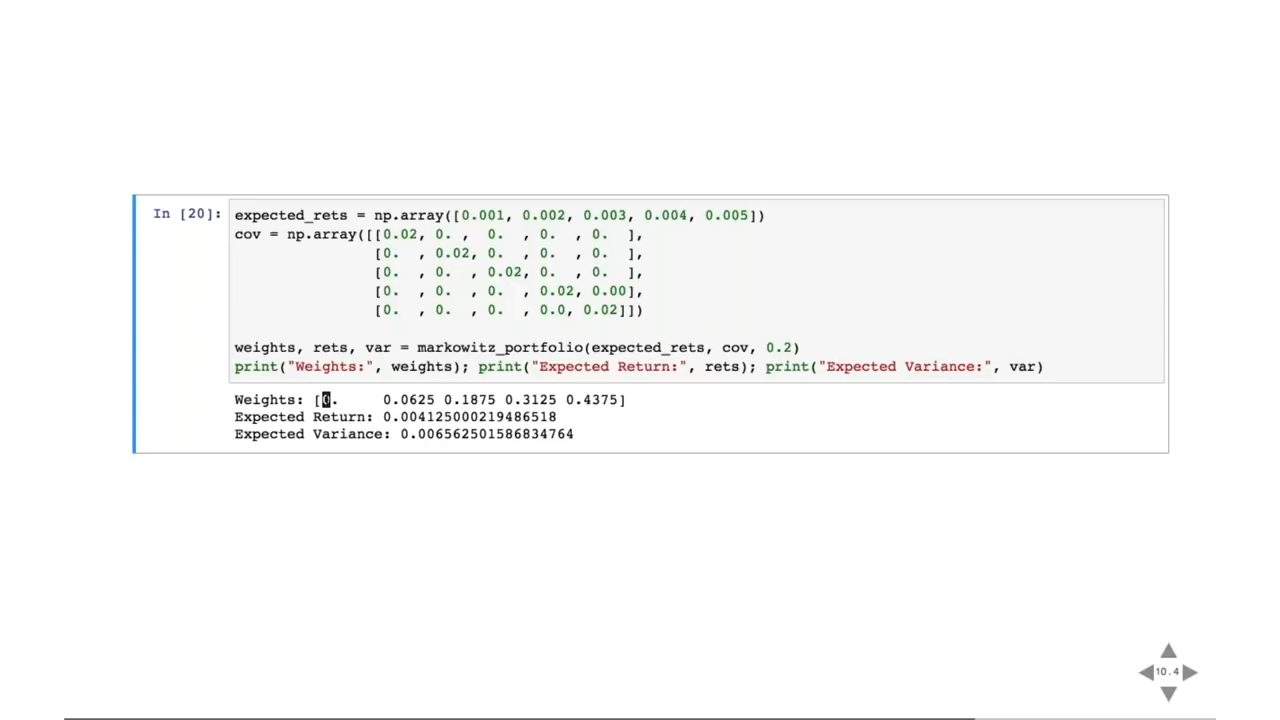 In [20]: expected_rets = np.array([0.001, 0.002, 0.003, 0.004, 0.005])
cov = np.array([[0.02, 0. , 0. , 0. , 0. ],
[0. , 0.02, 0. , 0. , 0. ],
[0. , 0. , 0.02, 0. , 0. ],
[0. , 0. , 0. , 0.02, 0.00],
[0. , 0. , 0. , 0.0, 0.02]])
weights, rets, var = markowitz_portfolio(expected_rets, cov, 0.2)
print("Weights:", weights); print("Expected Return:", rets); print("Expected Variance:", var)
Weights: [0. 0.0625 0.1875 0.3125 0.4375]
Expected Return: 0.004125000219486518
Expected Variance: 0.006562501586834764
10.4